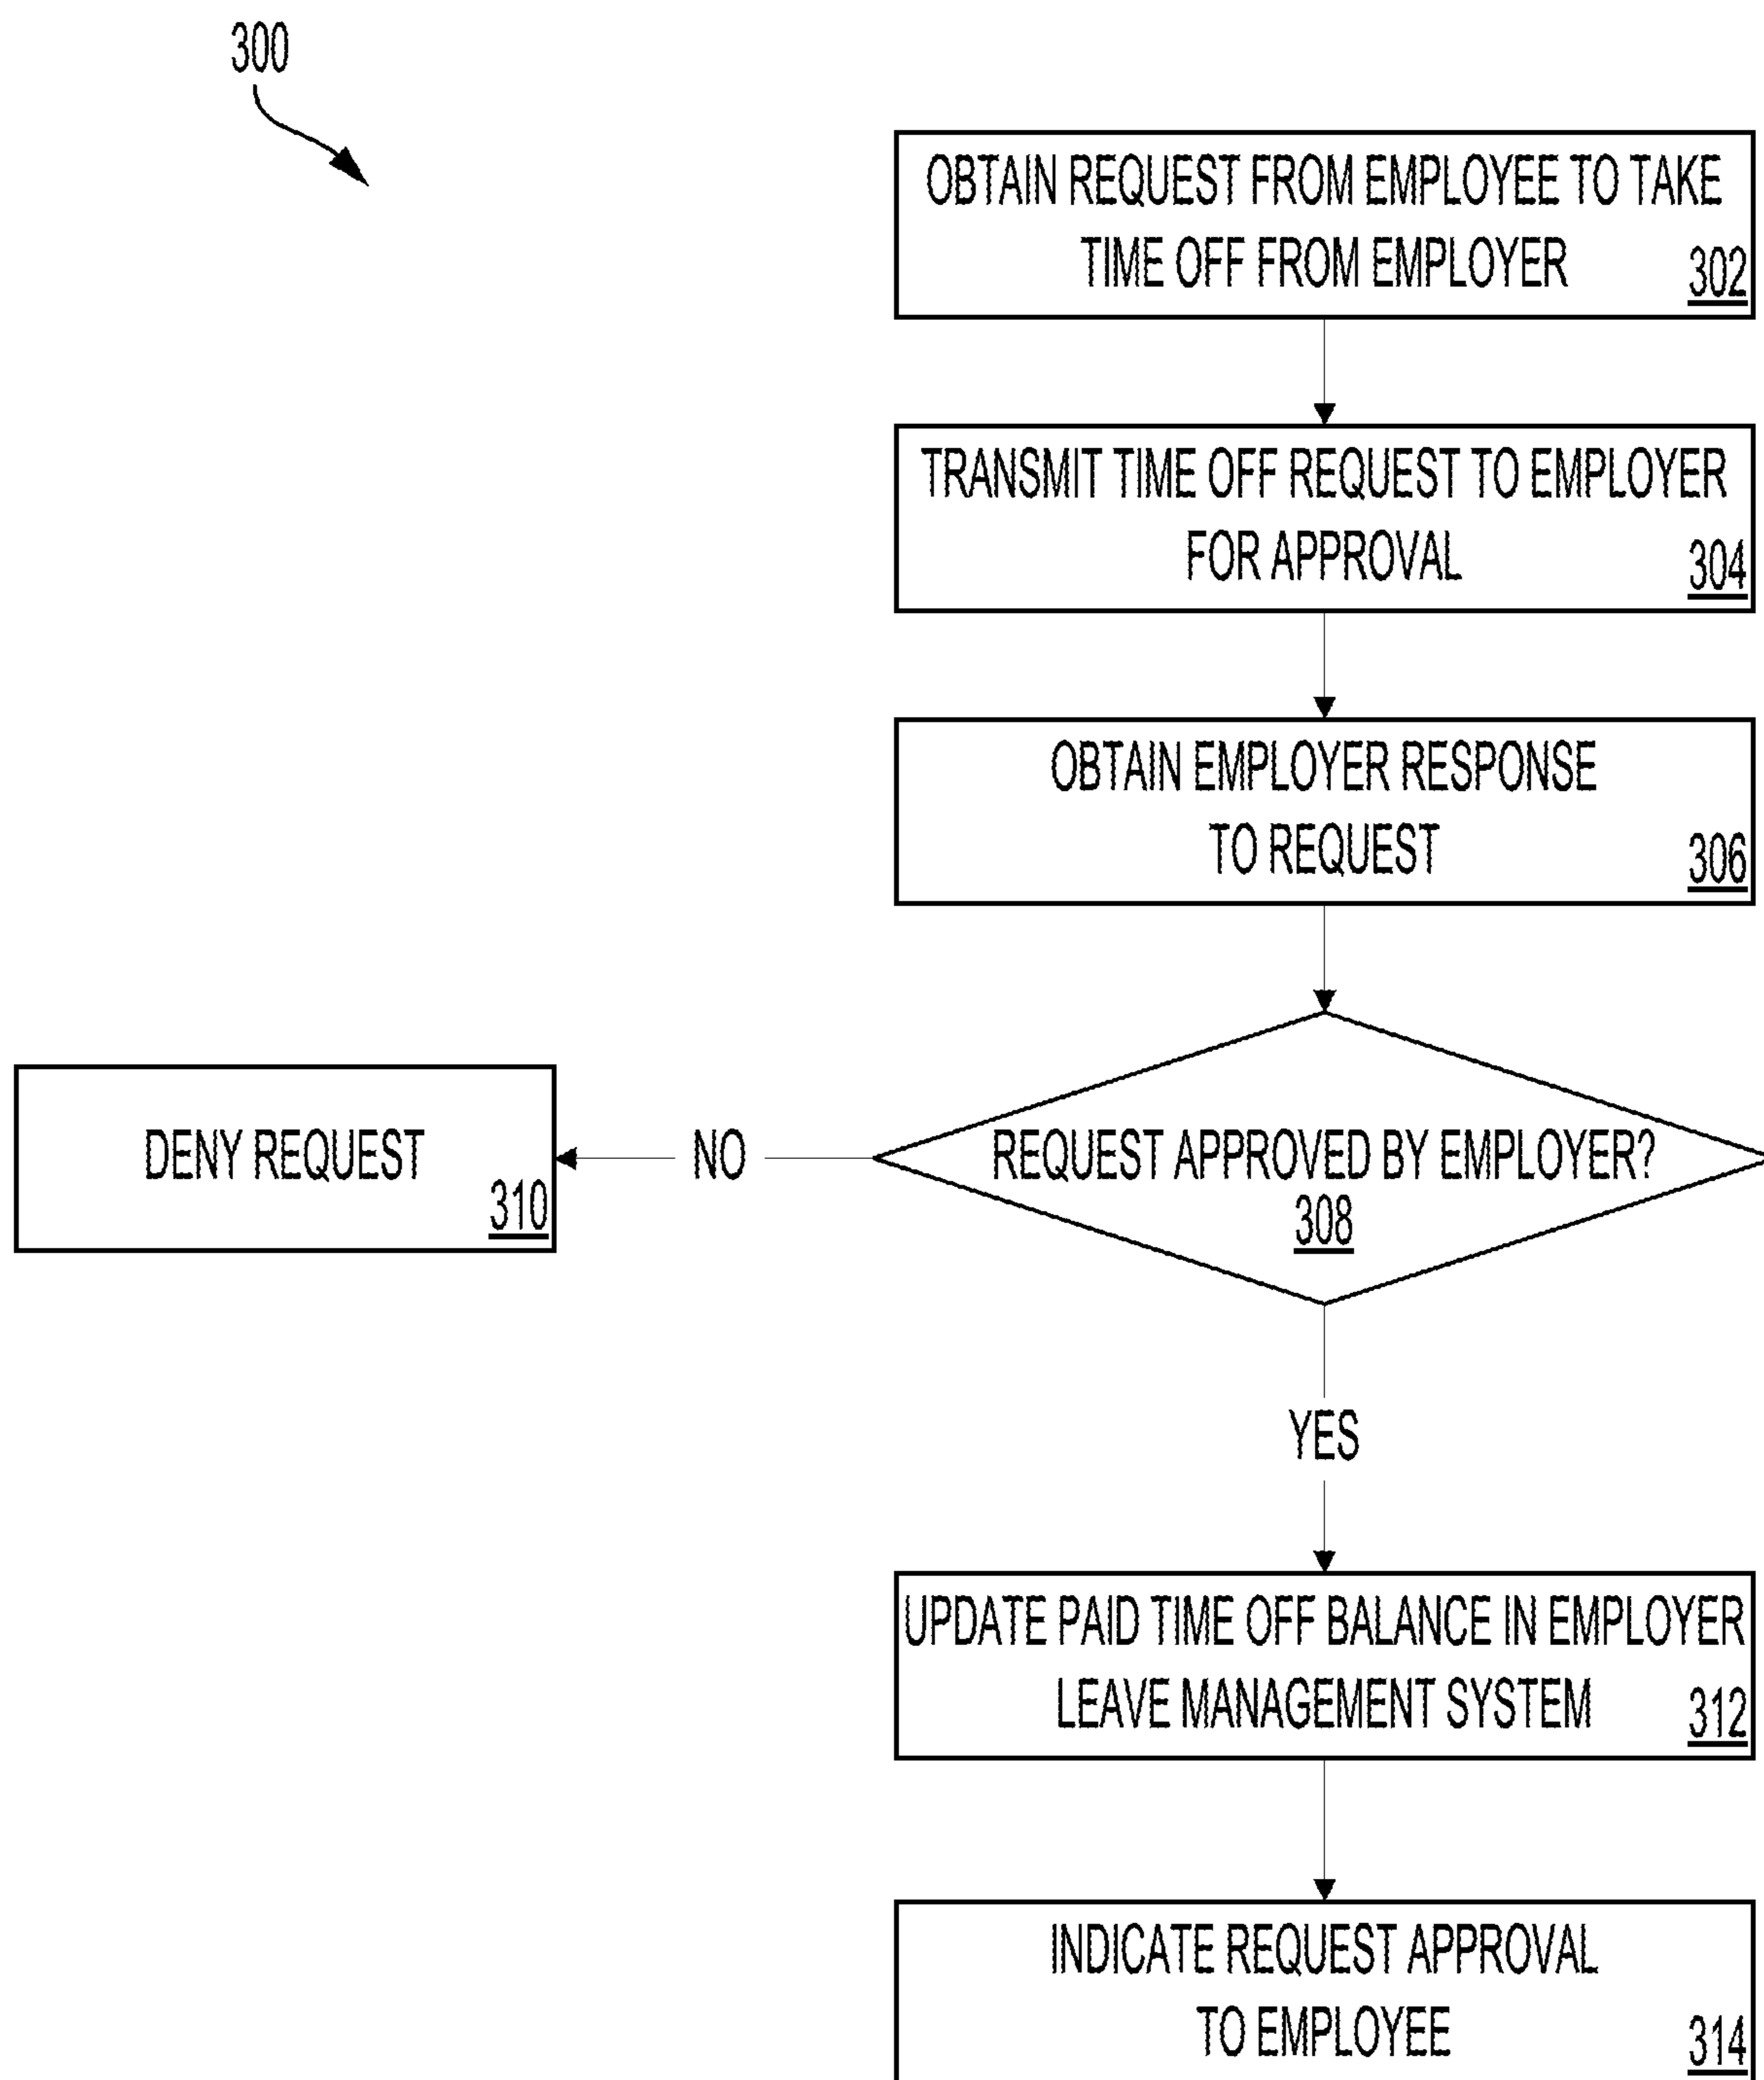 300
OBTAIN REQUEST FROM EMPLOYEE TO TAKE
TIME OFF FROM EMPLOYER
302
TRANSMIT TIME OFF REQUEST TO EMPLOYER
FOR APPROVAL
304
OBTAIN EMPLOYER RESPONSE
TO REQUEST
306
REQUEST APPROVED BY EMPLOYER?
308
NO
DENY REQUEST
310
YES
UPDATE PAID TIME OFF BALANCE IN EMPLOYER
LEAVE MANAGEMENT SYSTEM
312
INDICATE REQUEST APPROVAL
TO EMPLOYEE
314